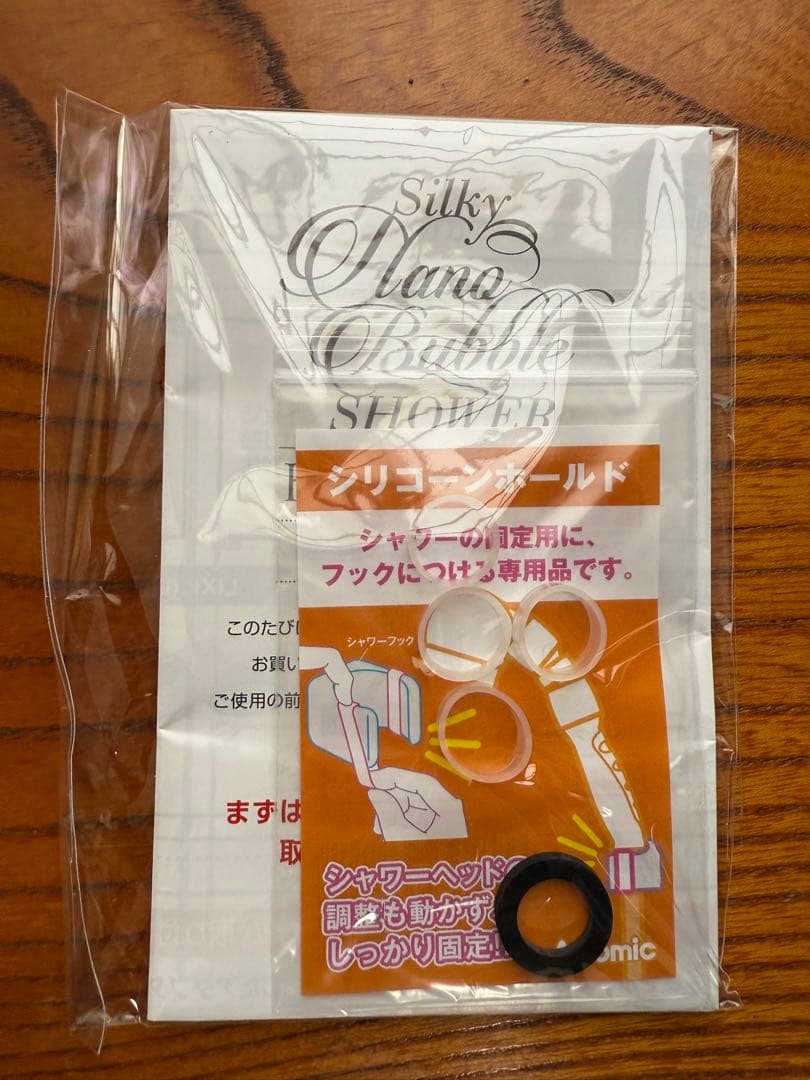 Silky
Nano
Bubble
SHOWER
シリコーンホールド
シャワーの固定用に、
フックにつける専用品です。
シャワーフック
このたびは
お買い
ご使用の前
まずは
取
シャワーヘッドの
調整も動かず、
しっかり固定!!